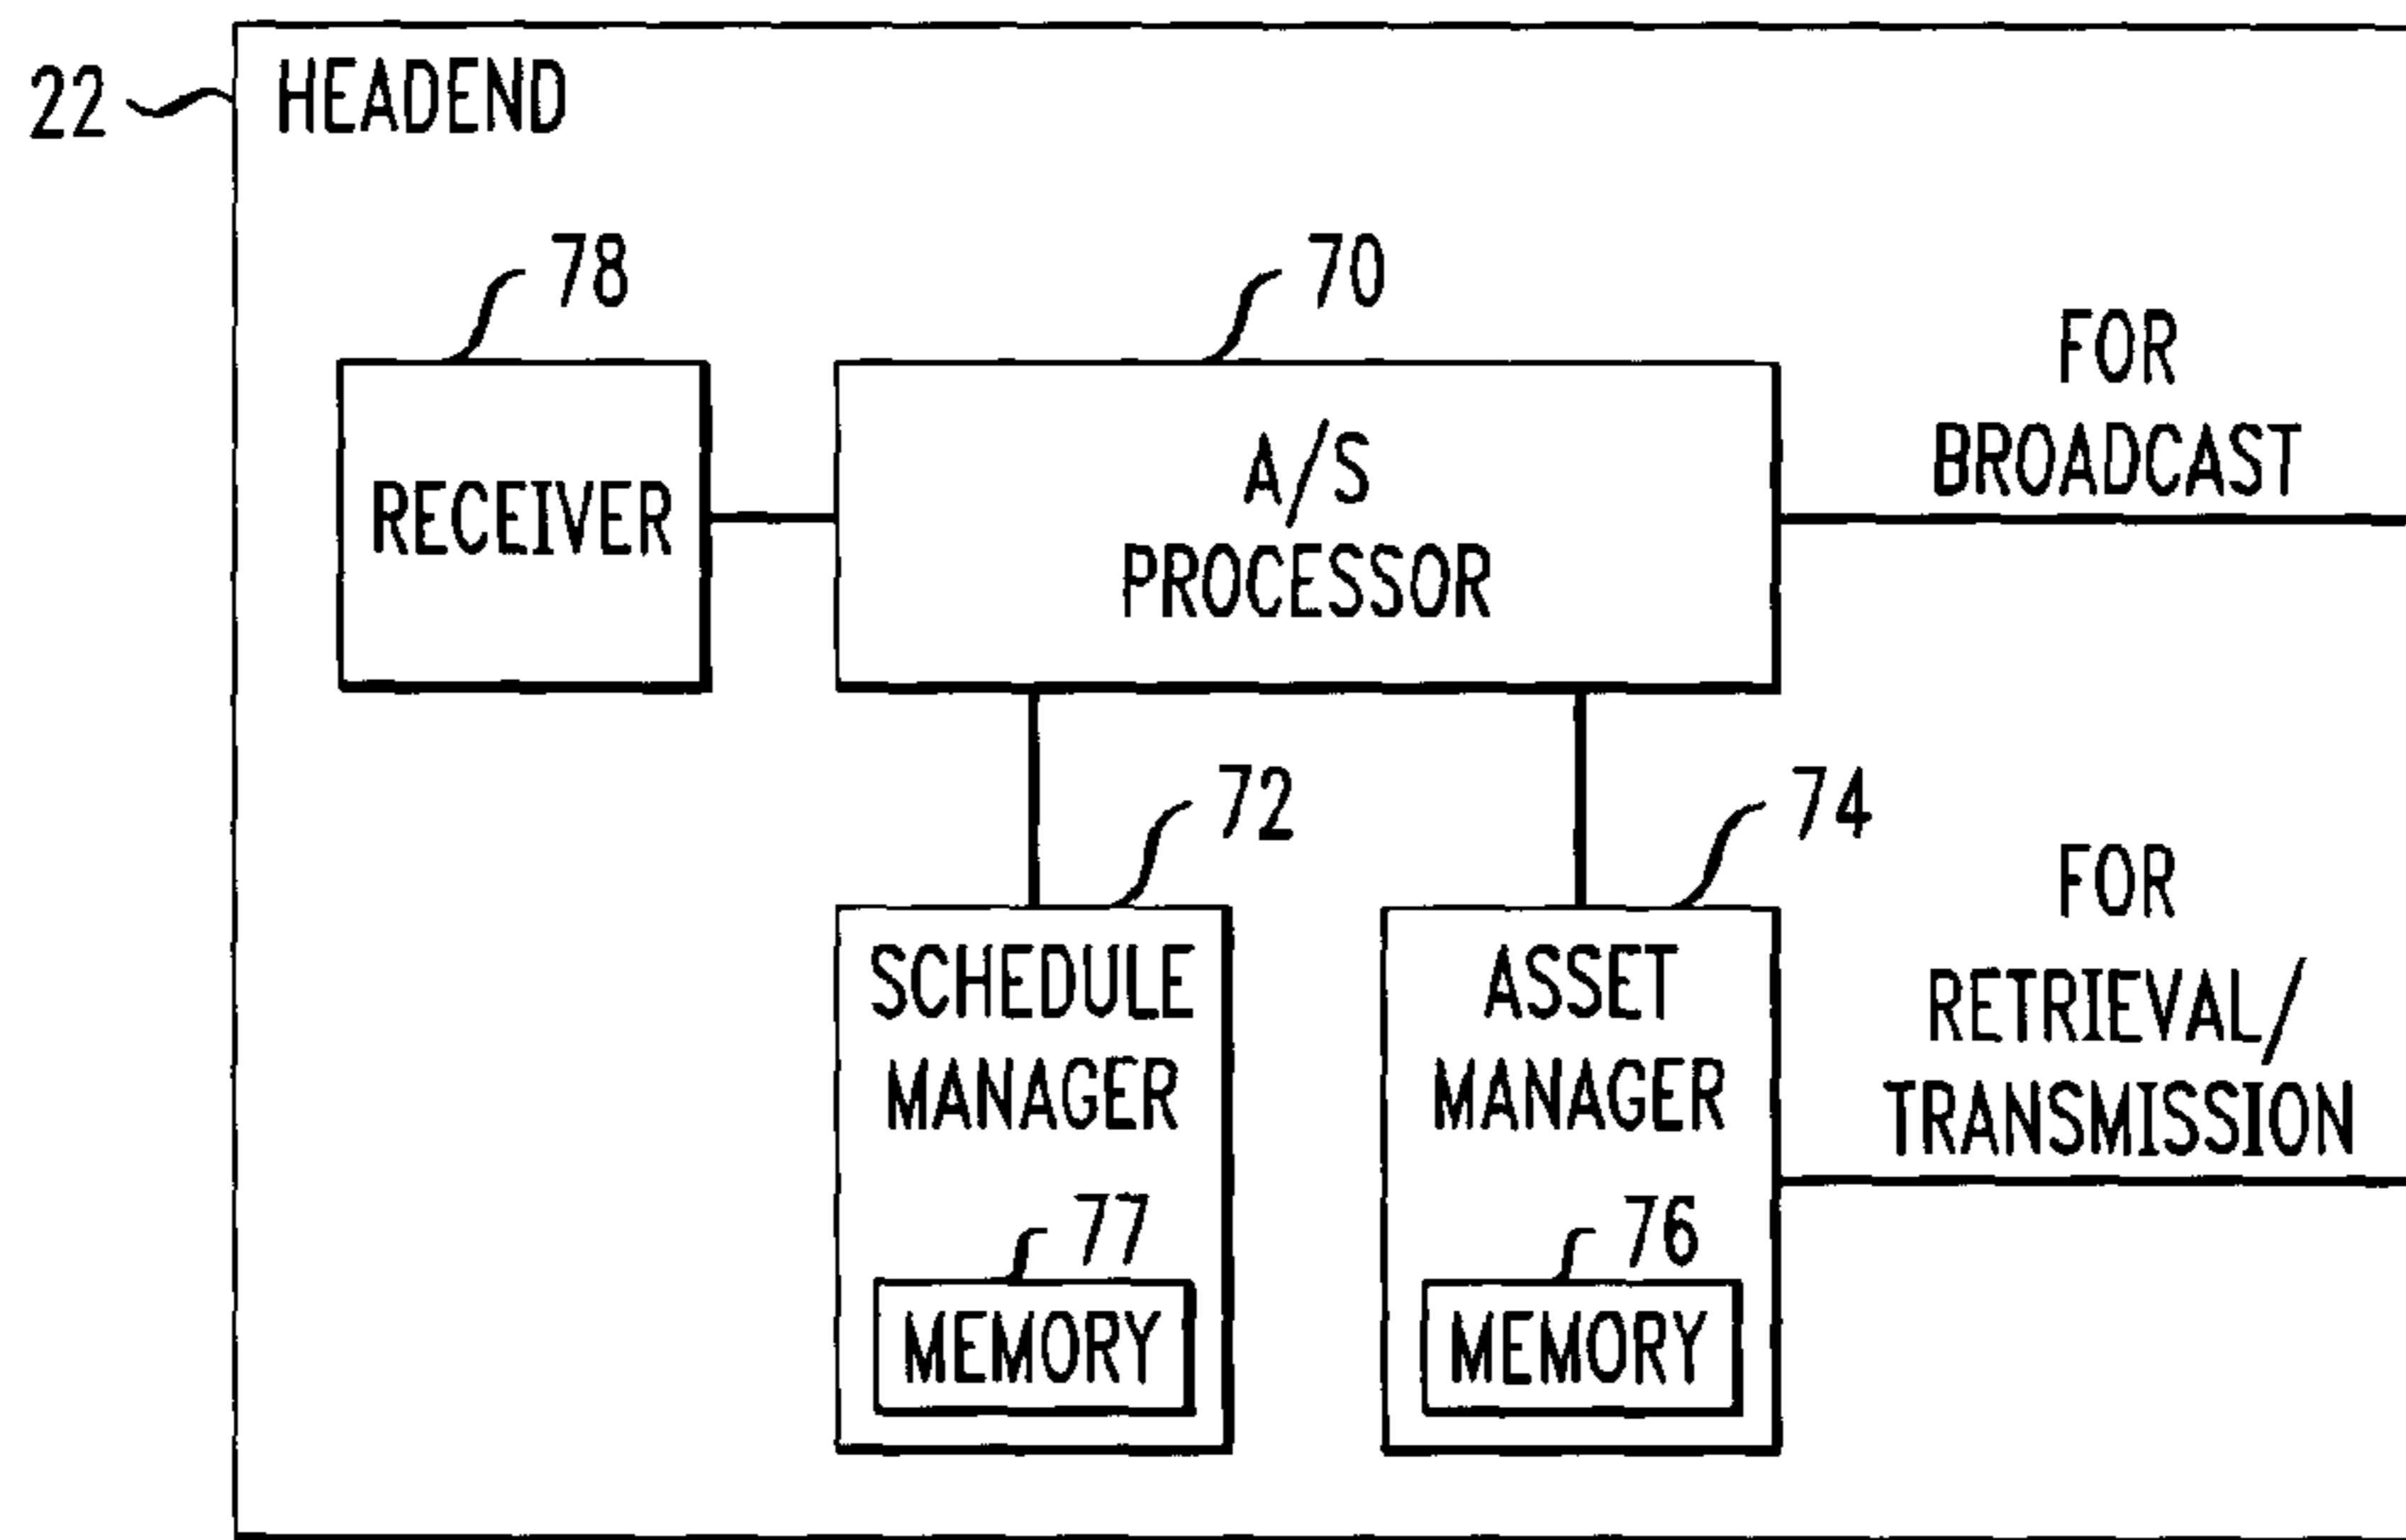 22
HEADEND
78
70
RECEIVER
A/S
PROCESSOR
FOR
BROADCAST
72
74
SCHEDULE
MANAGER
77
MEMORY
ASSET
MANAGER
76
MEMORY
FOR
RETRIEVAL/
TRANSMISSION